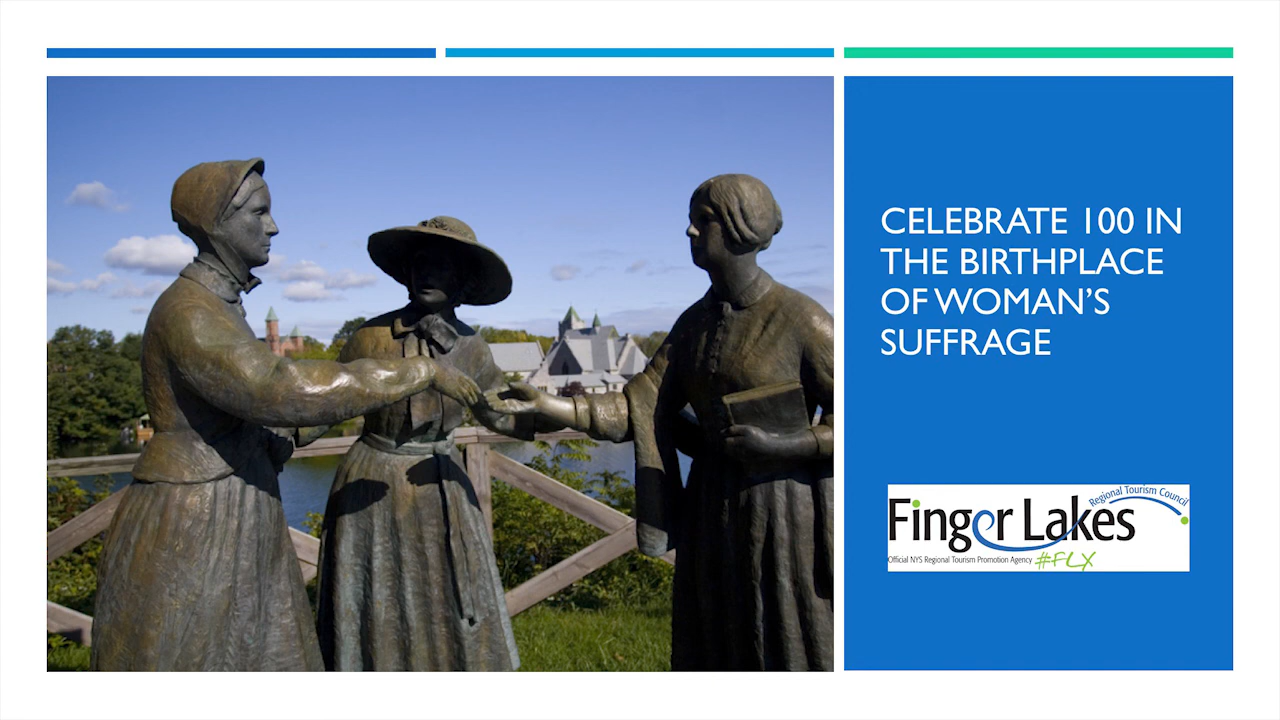 CELEBRATE 100 IN
THE BIRTHPLACE
OF WOMAN’S
SUFFRAGE
Regional Tourism Council
Finger Lakes
Official NYS Regional Tourism Promotion Agency #FLX